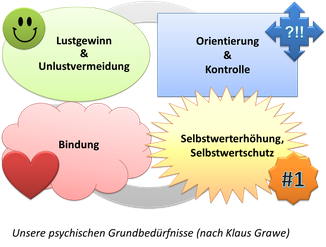 Lustgewinn
&
Unlustvermeidung
Orientierung
&
Kontrolle
?!!
Bindung
Selbstwerterhöhung,
Selbstwertschutz
#1
Unsere psychischen Grundbedürfnisse (nach Klaus Grawe)